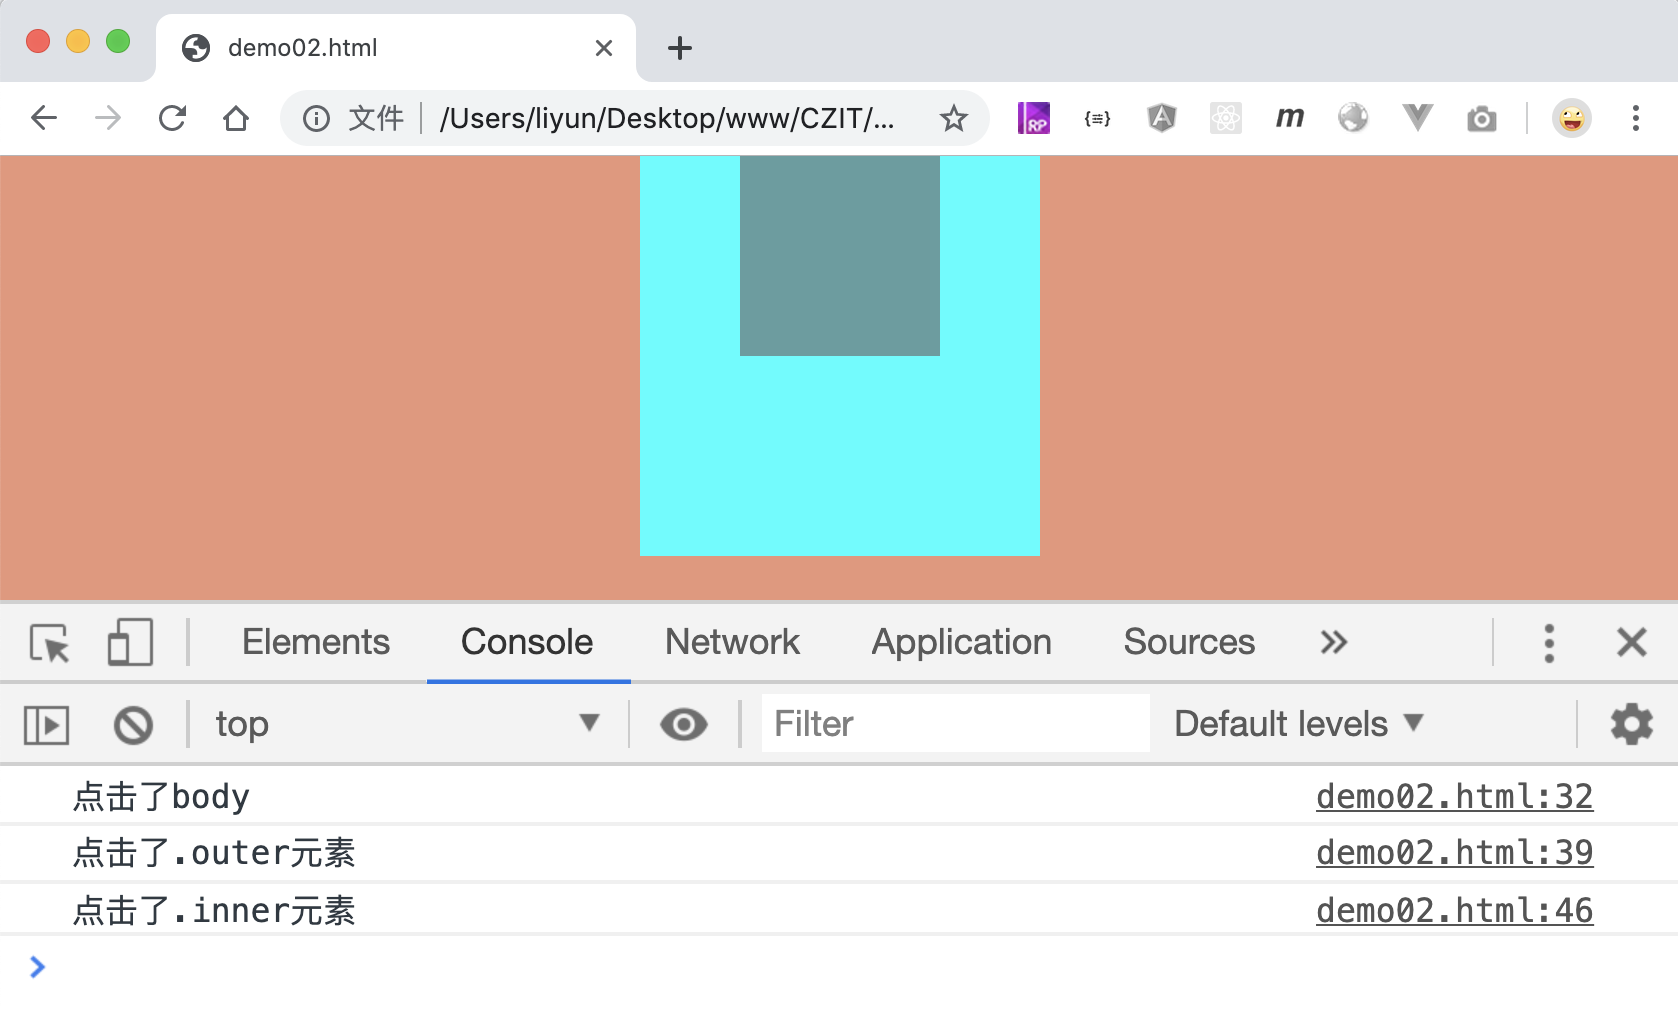 demo02.html
文件 /Users/liyun/Desktop/www/CZIT/...
RP {≡} A m
Elements Console Network Application Sources
top Filter Default levels
点击了body demo02.html:32
点击了.outer元素 demo02.html:39
点击了.inner元素 demo02.html:46